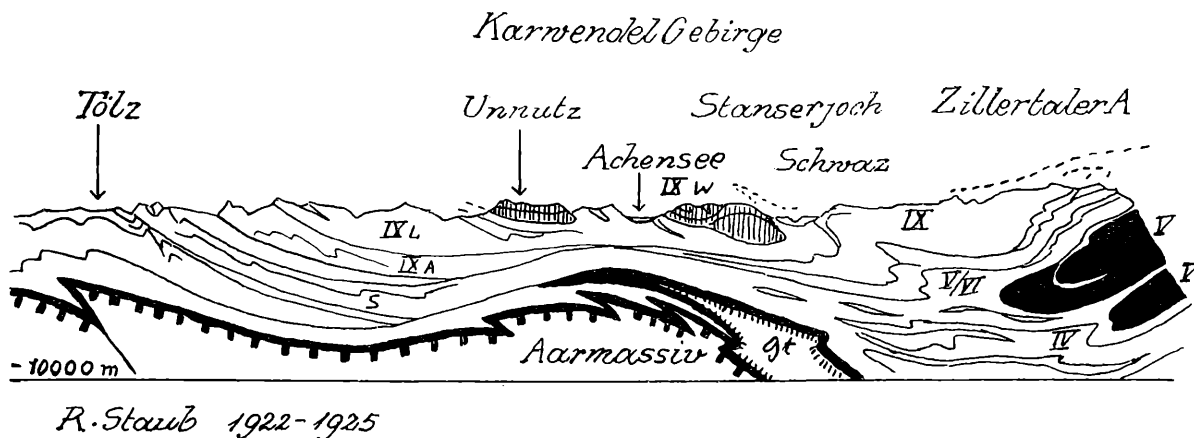 Karwendel Gebirge
Tölz
Unnutz
Stanserjoch
Zillertaler A
Achensee
Schwaz
IX W
IX L
IX
IX A
V
V/VI
V
S
IV
Aarmassiv
gt
-10000 m
R. Staub 1922-1925